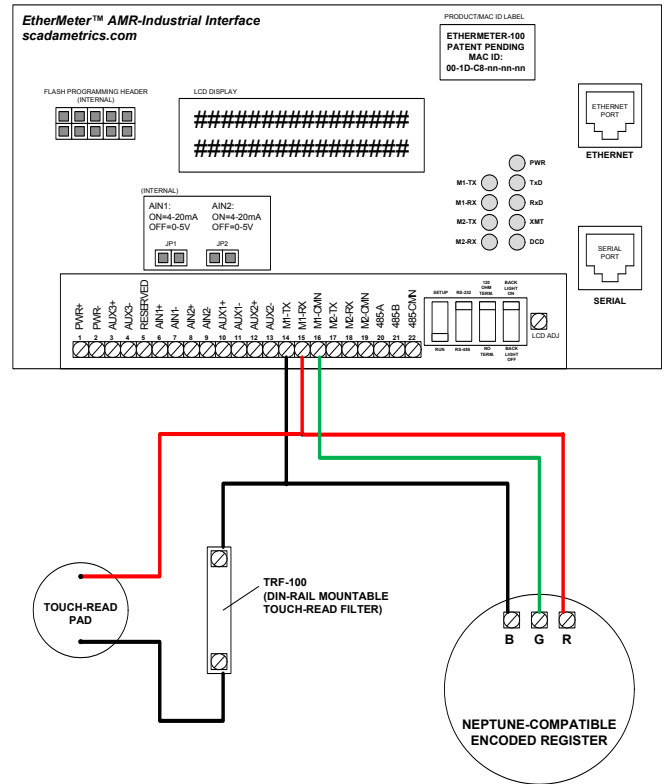 EtherMeter™ AMR-Industrial Interface
scadametrics.com
PRODUCT/MAC ID LABEL
ETHERMETER-100
PATENT PENDING
MAC ID:
00-1D-C8-nn-nn-nn
FLASH PROGRAMMING HEADER
(INTERNAL)
LCD DISPLAY
####################
####################
ETHERNET
PORT
ETHERNET
PWR
M1-TX
TxD
M1-RX
RxD
M2-TX
XMT
M2-RX
DCD
(INTERNAL)
AIN1:
ON=4-20mA
OFF=0-5V
AIN2:
ON=4-20mA
OFF=0-5V
JP1
JP2
SERIAL
PORT
SERIAL
PWR+
PWR-
AUX3+
AUX3-
RESERVED
AIN1+
AIN1-
AIN2+
AIN2-
AUX1+
AUX1-
AUX2+
AUX2-
M1-TX
M1-RX
M1-CMN
M2-TX
M2-RX
M2-CMN
485-A
485-B
485-CMN
1 2 3 4 5 6 7 8 9 10 11 12 13 14 15 16 17 18 19 20 21 22
SETUP
RS-232
120
OHM
TERM.
BACK
LIGHT
ON
RUN
RS-485
NO
TERM.
BACK
LIGHT
OFF
LCD ADJ
TOUCH-READ
PAD
TRF-100
(DIN-RAIL MOUNTABLE
TOUCH-READ FILTER)
B G R
NEPTUNE-COMPATIBLE
ENCODED REGISTER